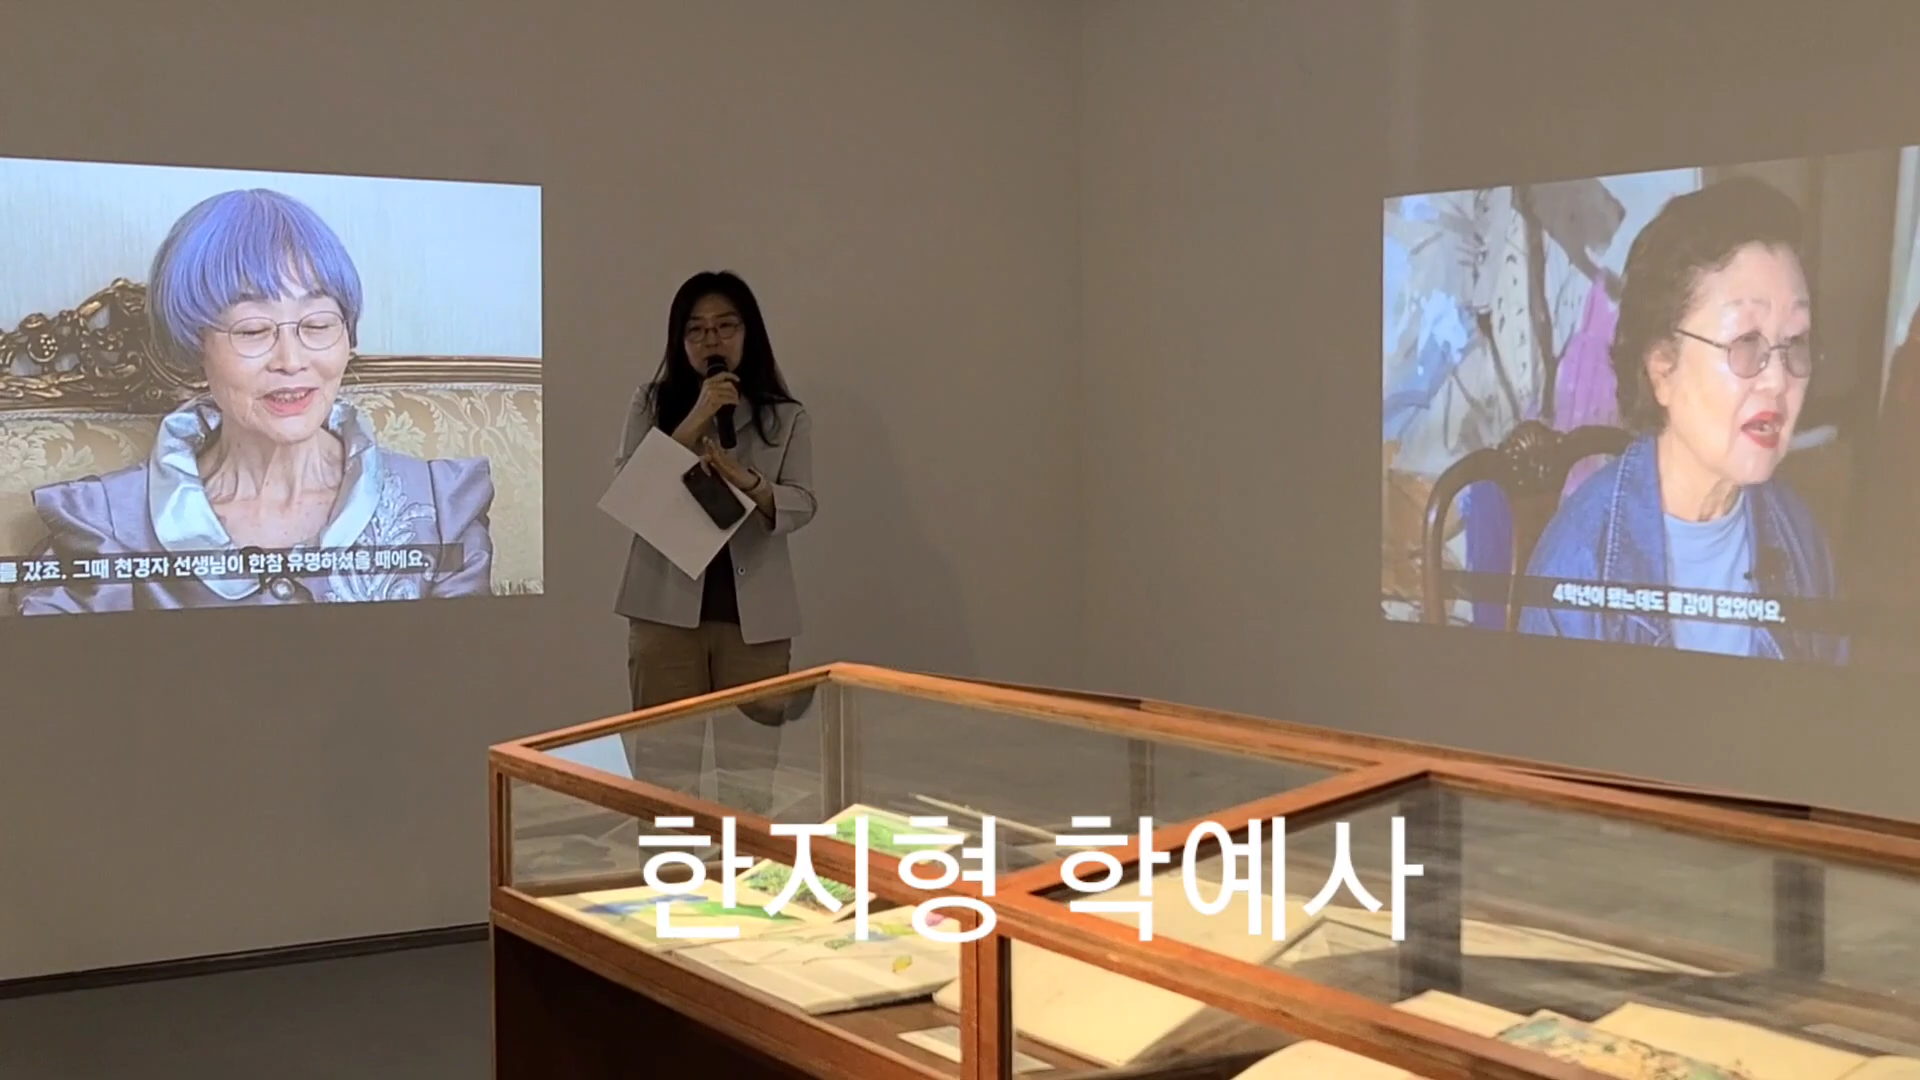 를 갔죠. 그때 천경자 선생님이 한참 유명하셨을 때에요.
4학년이 됐는데도 물감이 없었어요.
한지형 학예사